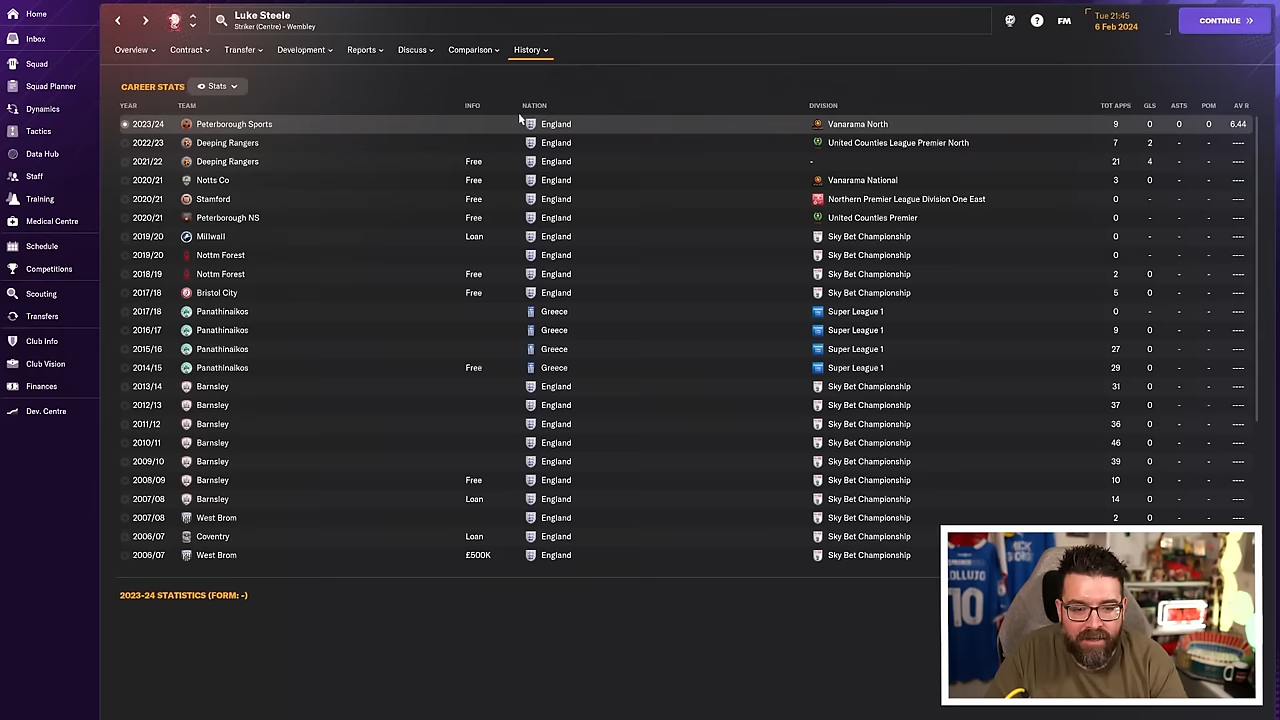 Home
Inbox
Squad
Squad Planner
Dynamics
Tactics
Data Hub
Staff
Training
Medical Centre
Schedule
Competitions
Scouting
Transfers
Club Info
Club Vision
Finances
Dev. Centre
Luke Steele
Striker (Centre) - Wembley
? FM
Tue 21:45
6 Feb 2024
CONTINUE
Overview Contract Transfer Development Reports Discuss Comparison History
CAREER STATS Stats
YEAR TEAM INFO NATION DIVISION TOT APPS GLS ASTS POM AV R
2023/24 Peterborough Sports England Vanarama North 9 0 0 0 6.44
2022/23 Deeping Rangers England United Counties League Premier North 7 2 - - ----
2021/22 Deeping Rangers Free England - 21 4 - - ----
2020/21 Notts Co Free England Vanarama National 3 0 - - ----
2020/21 Stamford Free England Northern Premier League Division One East 0 - - - ----
2020/21 Peterborough NS Free England United Counties Premier 0 - - - ----
2019/20 Millwall Loan England Sky Bet Championship 0 - - - ----
2019/20 Nottm Forest England Sky Bet Championship 0 - - - ----
2018/19 Nottm Forest Free England Sky Bet Championship 2 0 - - ----
2017/18 Bristol City Free England Sky Bet Championship 5 0 - - ----
2017/18 Panathinaikos Greece Super League 1 0 - - - ----
2016/17 Panathinaikos Greece Super League 1 9 0 - - ----
2015/16 Panathinaikos Greece Super League 1 27 0 - - ----
2014/15 Panathinaikos Free Greece Super League 1 29 0 - - ----
2013/14 Barnsley England Sky Bet Championship 31 0 - - ----
2012/13 Barnsley England Sky Bet Championship 37 0 - - ----
2011/12 Barnsley England Sky Bet Championship 36 0 - - ----
2010/11 Barnsley England Sky Bet Championship 46 0 - - ----
2009/10 Barnsley England Sky Bet Championship 39 0 - - ----
2008/09 Barnsley Free England Sky Bet Championship 10 0 - - ----
2007/08 Barnsley Loan England Sky Bet Championship 14 0 - - ----
2007/08 West Brom England Sky Bet Championship 2 0 - - ----
2006/07 Coventry Loan England Sky Bet Championship
2006/07 West Brom £500K England Sky Bet Championship
2023-24 STATISTICS (FORM: -)
10